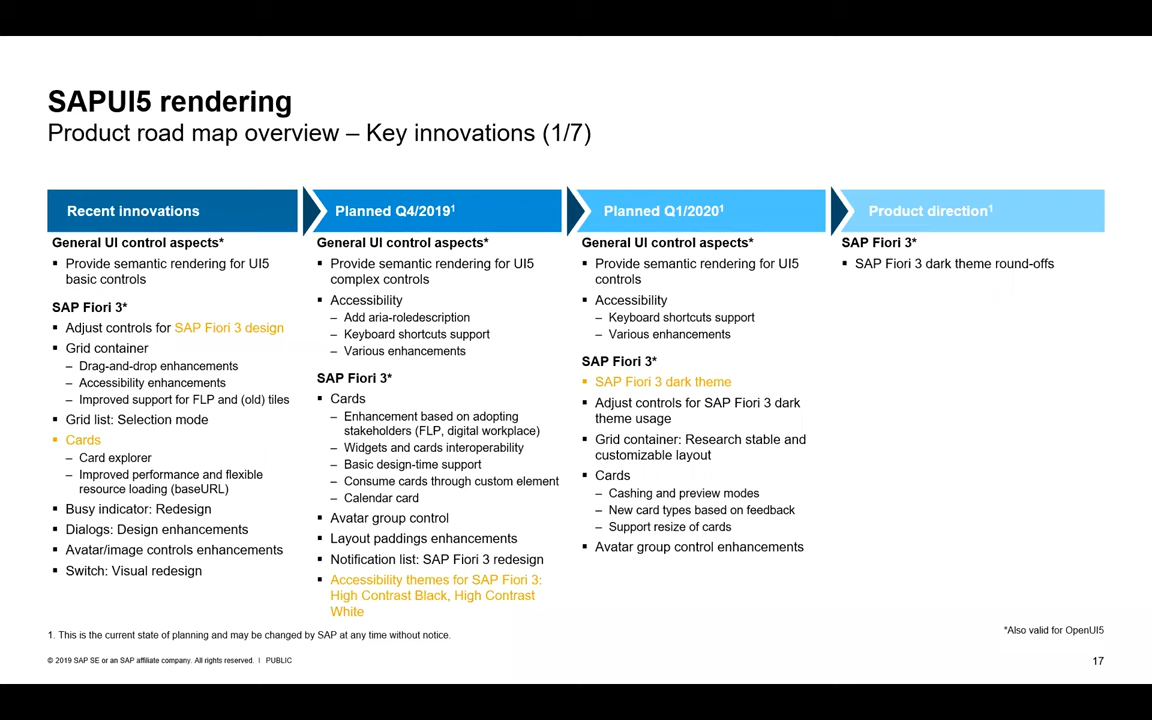 SAPUI5 rendering
Product road map overview – Key innovations (1/7)
Recent innovations
General UI control aspects*
▪ Provide semantic rendering for UI5
basic controls
SAP Fiori 3*
▪ Adjust controls for SAP Fiori 3 design
▪ Grid container
– Drag-and-drop enhancements
– Accessibility enhancements
– Improved support for FLP and (old) tiles
▪ Grid list: Selection mode
▪ Cards
– Card explorer
– Improved performance and flexible
resource loading (baseURL)
▪ Busy indicator: Redesign
▪ Dialogs: Design enhancements
▪ Avatar/image controls enhancements
▪ Switch: Visual redesign
Planned Q4/2019¹
General UI control aspects*
▪ Provide semantic rendering for UI5
complex controls
▪ Accessibility
– Add aria-roledescription
– Keyboard shortcuts support
– Various enhancements
SAP Fiori 3*
▪ Cards
– Enhancement based on adopting
stakeholders (FLP, digital workplace)
– Widgets and cards interoperability
– Basic design-time support
– Consume cards through custom element
– Calendar card
▪ Avatar group control
▪ Layout paddings enhancements
▪ Notification list: SAP Fiori 3 redesign
▪ Accessibility themes for SAP Fiori 3:
High Contrast Black, High Contrast
White
Planned Q1/2020¹
General UI control aspects*
▪ Provide semantic rendering for UI5
controls
▪ Accessibility
– Keyboard shortcuts support
– Various enhancements
SAP Fiori 3*
▪ SAP Fiori 3 dark theme
▪ Adjust controls for SAP Fiori 3 dark
theme usage
▪ Grid container: Research stable and
customizable layout
▪ Cards
– Cashing and preview modes
– New card types based on feedback
– Support resize of cards
▪ Avatar group control enhancements
Product direction¹
SAP Fiori 3*
▪ SAP Fiori 3 dark theme round-offs
1. This is the current state of planning and may be changed by SAP at any time without notice.
*Also valid for OpenUI5
© 2019 SAP SE or an SAP affiliate company. All rights reserved. ǀ PUBLIC
17